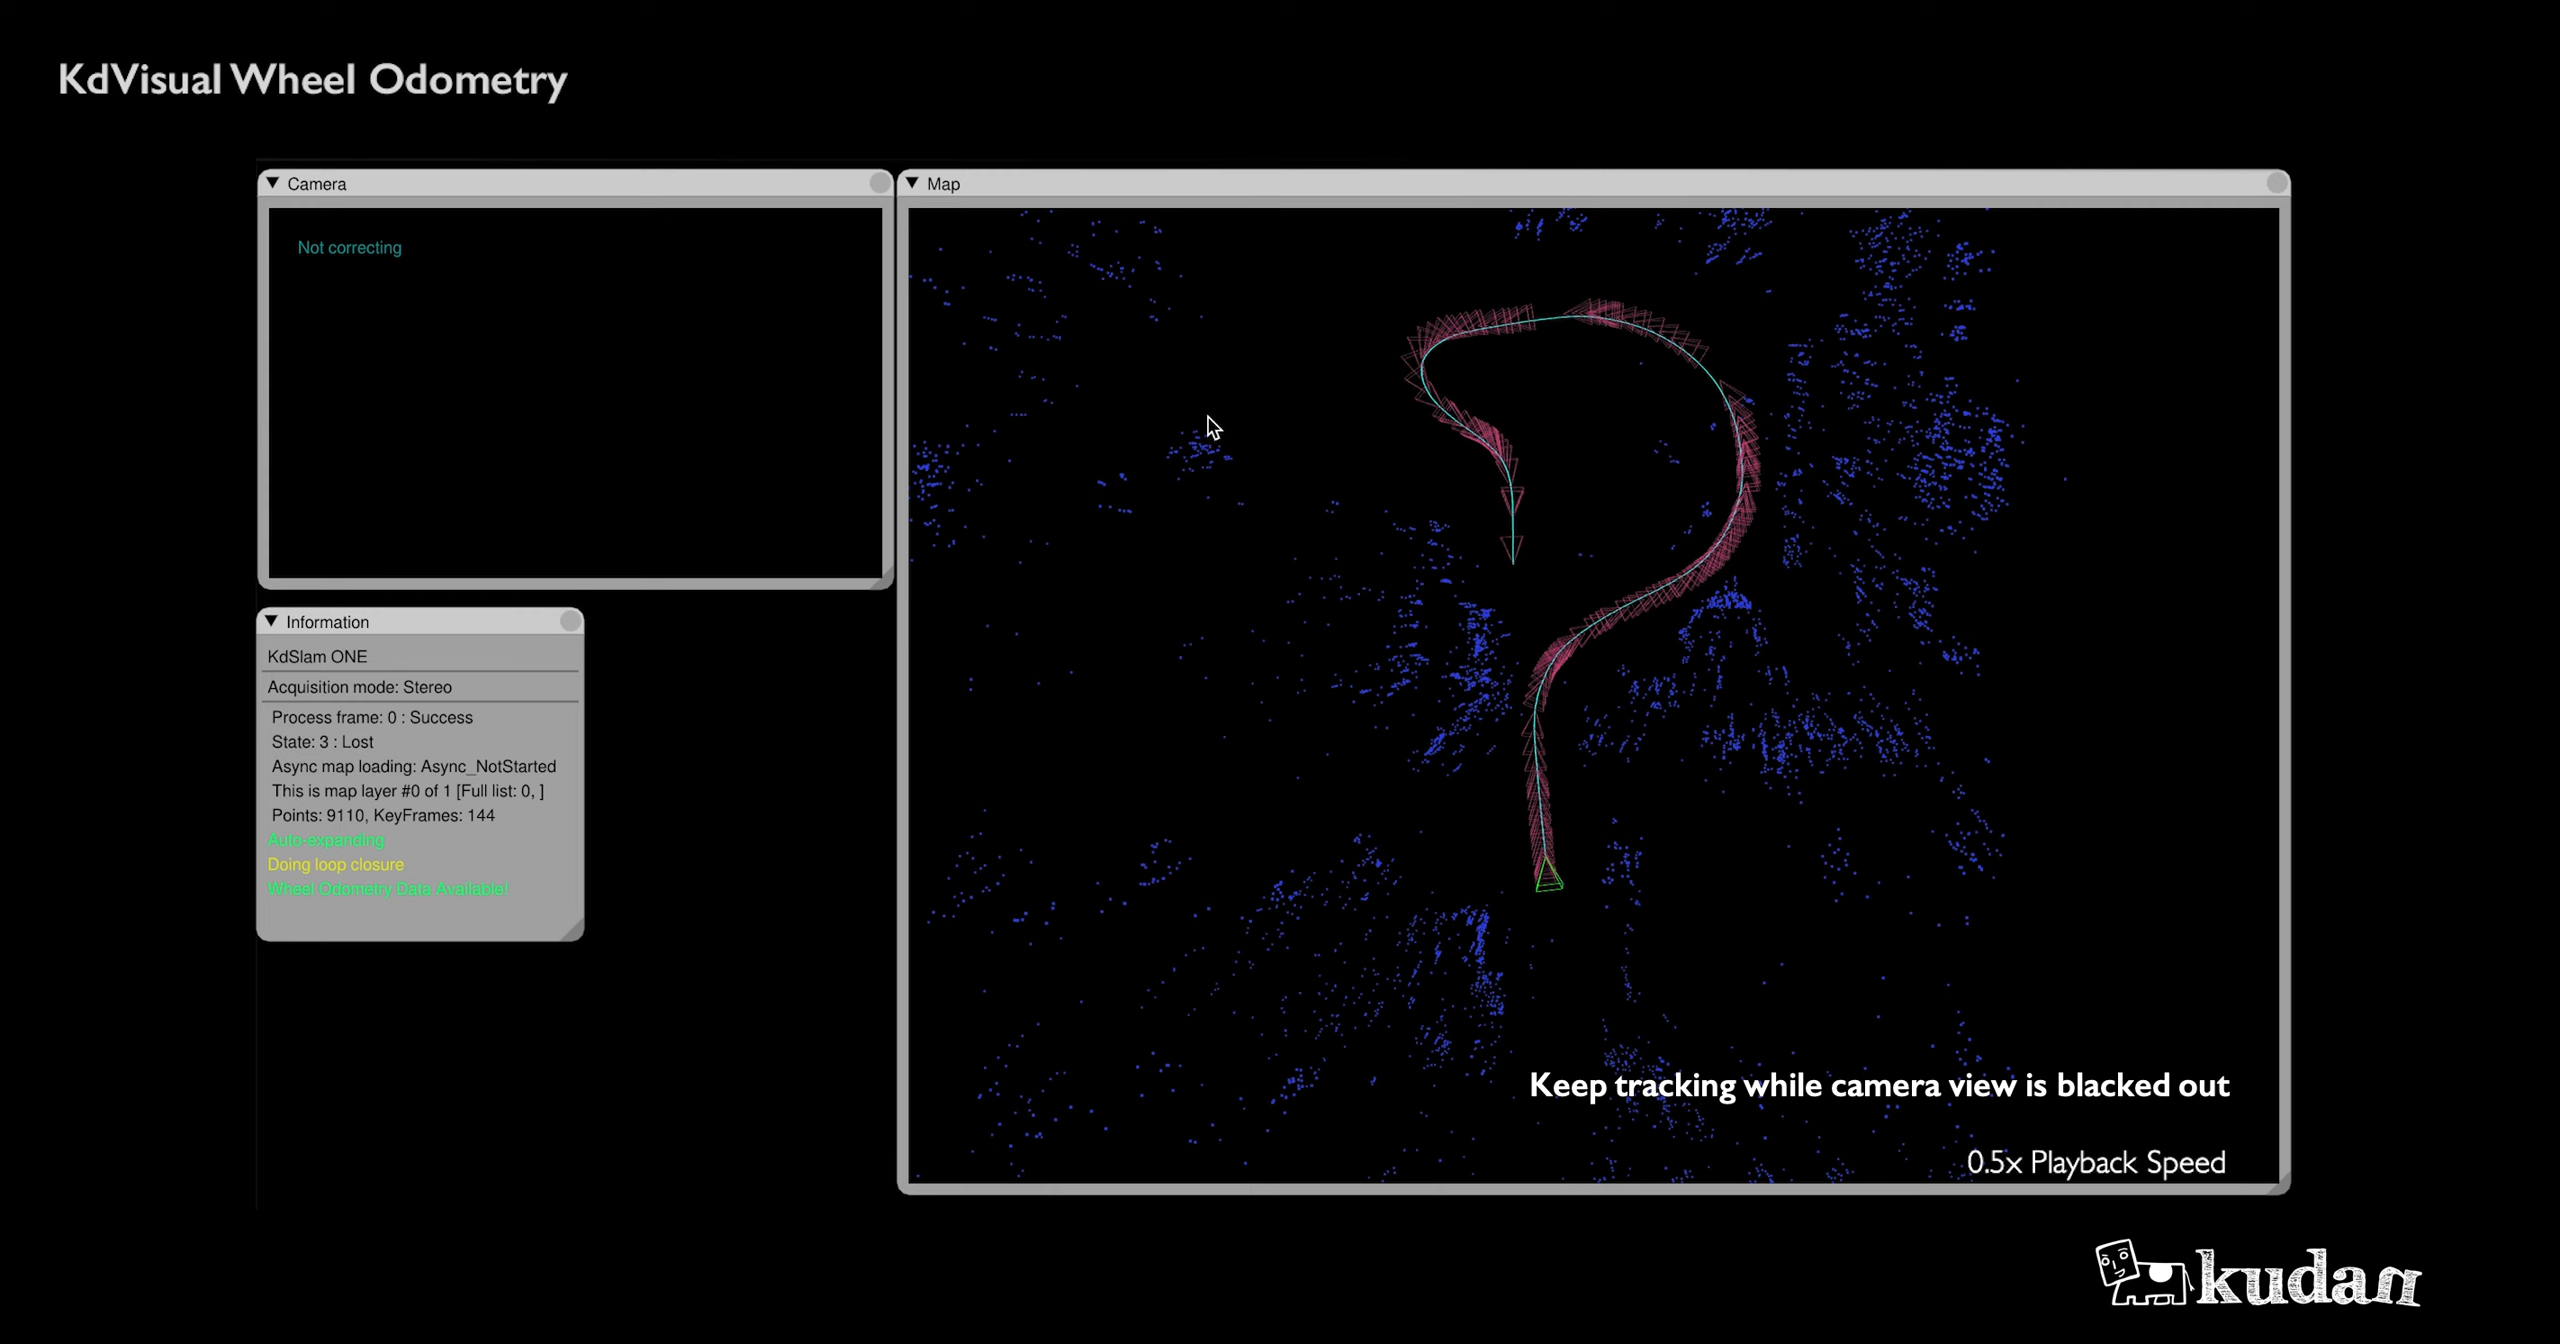 KdVisual Wheel Odometry
Camera
Not correcting
Map
Information
KdSlam ONE
Acquisition mode: Stereo
Process frame: 0 : Success
State: 3 : Lost
Async map loading: Async_NotStarted
This is map layer #0 of 1 [Full list: 0, ]
Points: 9110, KeyFrames: 144
Auto-expanding
Doing loop closure
Wheel Odometry Data Available!
Keep tracking while camera view is blacked out
0.5x Playback Speed
kudan